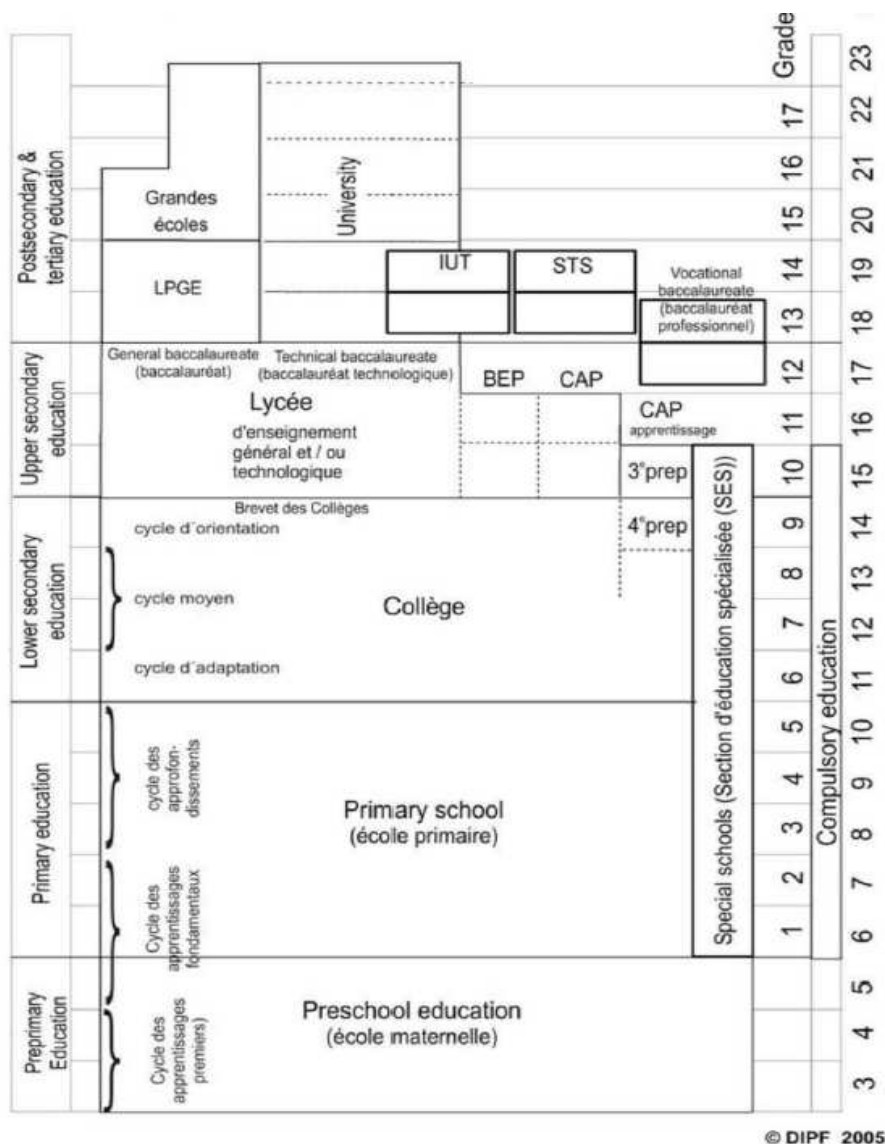 Grade
23
22
17
21
16
20
15
19
14
18
13
17
12
16
11
15
10
14
9
13
8
12
7
11
6
10
5
9
4
8
3
7
2
6
1
5
4
3
Compulsory education
Special schools (Section d'éducation spécialisée (SES))
Postsecondary &
tertiary education
Grandes
écoles
University
LPGE
IUT
STS
Vocational
baccalaureate
(baccalauréat
professionnel)
Upper secondary
education
General baccalaureate
(baccalauréat)
Technical baccalaureate
(baccalauréat technologique)
BEP
CAP
Lycée
d'enseignement
général et / ou
technologique
CAP
apprentissage
3e prep
Lower secondary
education
Brevet des Collèges
cycle d´orientation
4e prep
cycle moyen
Collège
cycle d´adaptation
Primary education
cycle des
approfon-
dissements
Primary school
(école primaire)
Cycle des
apprentissages
fondamentaux
Preprimary
Education
Preschool education
(école maternelle)
Cycle des
apprentissages
premiers)
© DIPF 2005